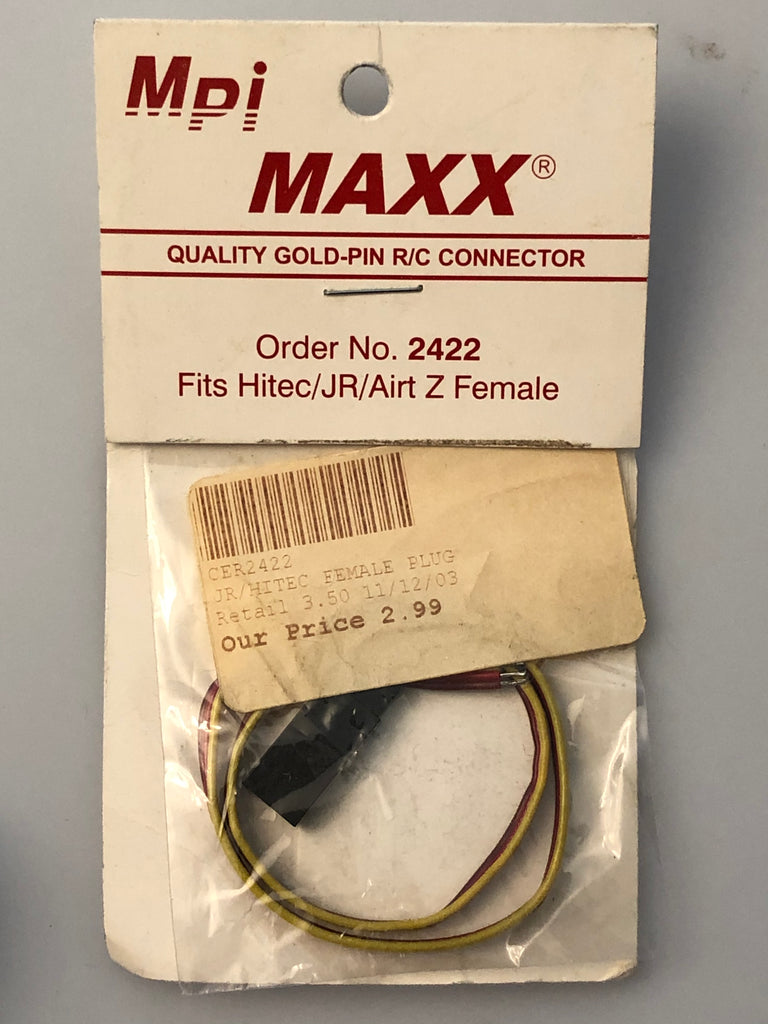 Mpi
MAXX®
QUALITY GOLD-PIN R/C CONNECTOR
Order No. 2422
Fits Hitec/JR/Airt Z Female
CER2422
JR/HITEC FEMALE PLUG
Retail 3.50 11/12/03
Our Price 2.99